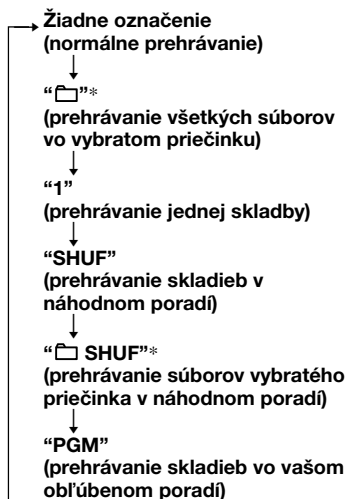 Žiadne označenie
(normálne prehrávanie)
“🗀”*
(prehrávanie všetkých súborov
vo vybratom priečinku)
“1”
(prehrávanie jednej skladby)
“SHUF”
(prehrávanie skladieb v
náhodnom poradí)
“🗀 SHUF”*
(prehrávanie súborov vybratého
priečinka v náhodnom poradí)
“PGM”
(prehrávanie skladieb vo vašom
obľúbenom poradí)